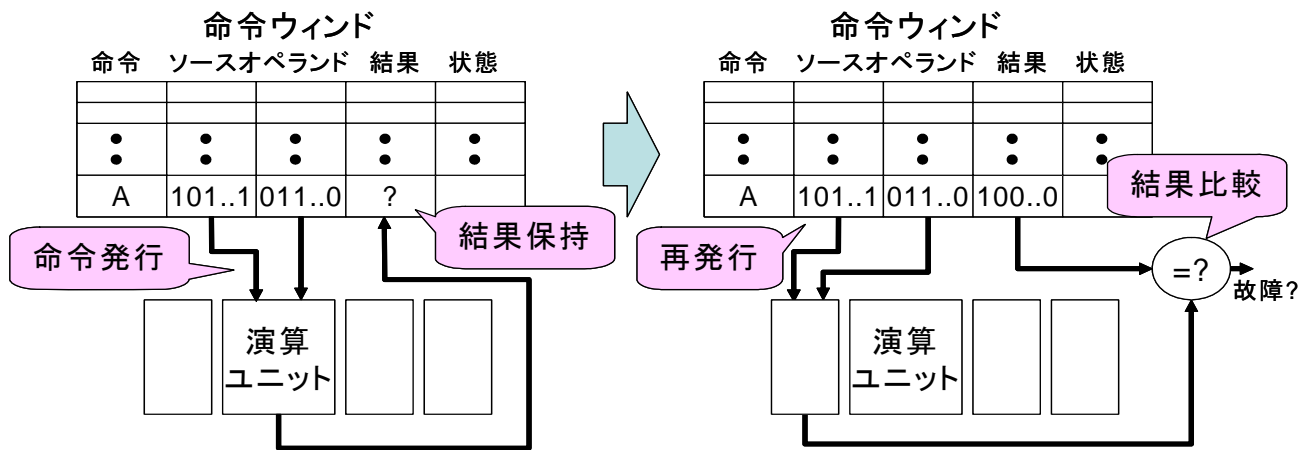 命令ウィンド
命令 ソースオペランド 結果 状態
A 101..1 011..0 ?
命令発行
結果保持
演算
ユニット
命令ウィンド
命令 ソースオペランド 結果 状態
A 101..1 011..0 100..0
再発行
結果比較
=?
故障?
演算
ユニット